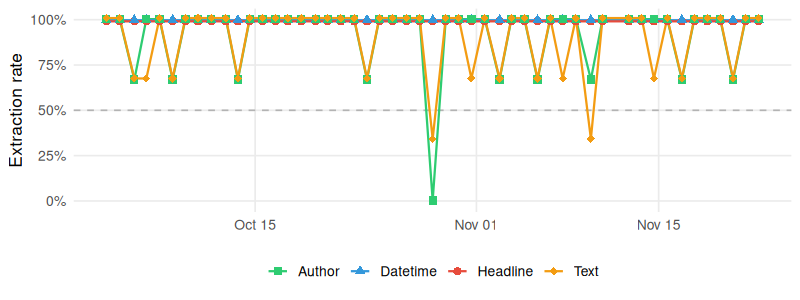 Extraction rate
100%
75%
50%
25%
0%
Oct 15 Nov 01 Nov 15
Author Datetime Headline Text